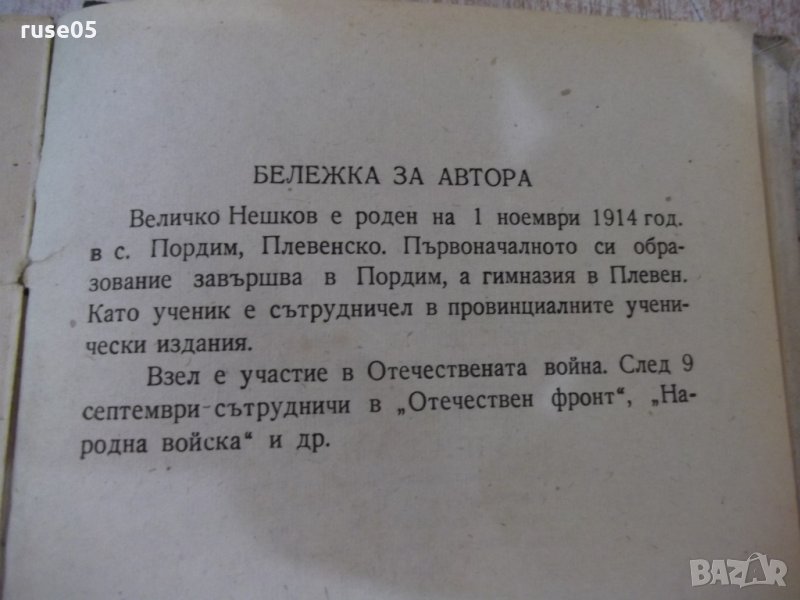 ruse05
БЕЛЕЖКА ЗА АВТОРА
Величко Нешков е роден на 1 ноември 1914 год.
в с. Пордим, Плевенско. Първоначалното си обра-
зование завършва в Пордим, а гимназия в Плевен.
Като ученик е сътрудничел в провинциалните учени-
чески издания.
Взел е участие в Отечествената война. След 9
септември сътрудничи в „Отечествен фронт“, „На-
родна войска“ и др.
BAZAR